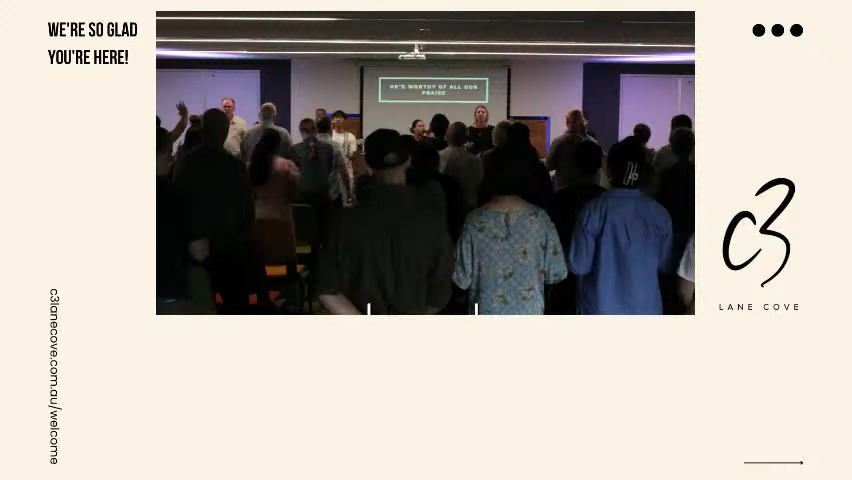 WE'RE SO GLAD
YOU'RE HERE!
HE'S WORTHY OF ALL OUR
PRAISE
c3
LANE COVE
c3lanecove.com.au/welcome